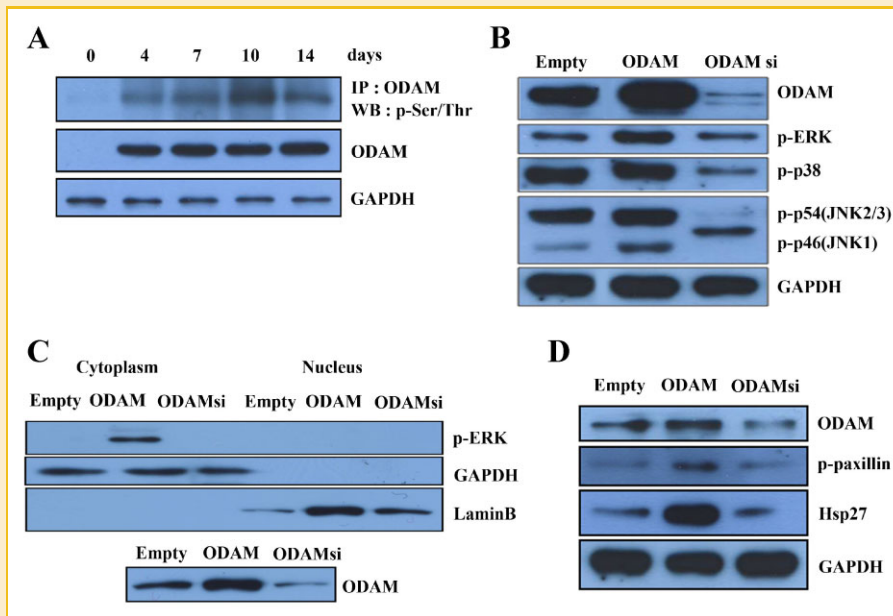 A
0 4 7 10 14 days
IP : ODAM
WB : p-Ser/Thr
ODAM
GAPDH
B
Empty ODAM ODAM si
ODAM
p-ERK
p-p38
p-p54(JNK2/3)
p-p46(JNK1)
GAPDH
C
Cytoplasm Nucleus
Empty ODAM ODAMsi Empty ODAM ODAMsi
p-ERK
GAPDH
LaminB
Empty ODAM ODAMsi
ODAM
D
Empty ODAM ODAMsi
ODAM
p-paxillin
Hsp27
GAPDH